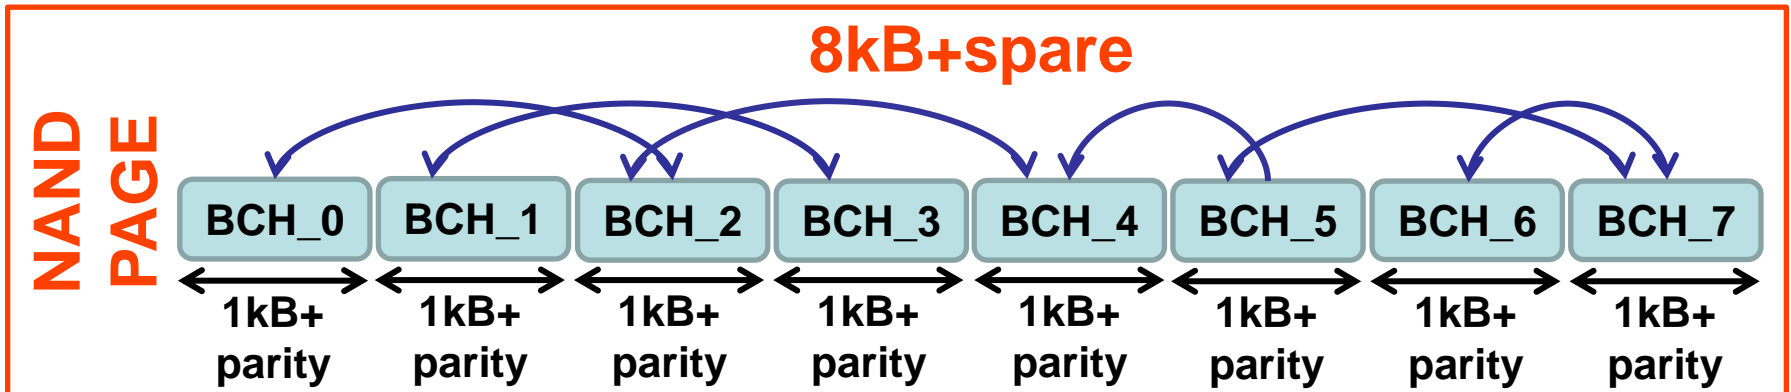 8kB+spare
NAND
PAGE
BCH_0 BCH_1 BCH_2 BCH_3 BCH_4 BCH_5 BCH_6 BCH_7
1kB+ 1kB+ 1kB+ 1kB+ 1kB+ 1kB+ 1kB+ 1kB+
parity parity parity parity parity parity parity parity